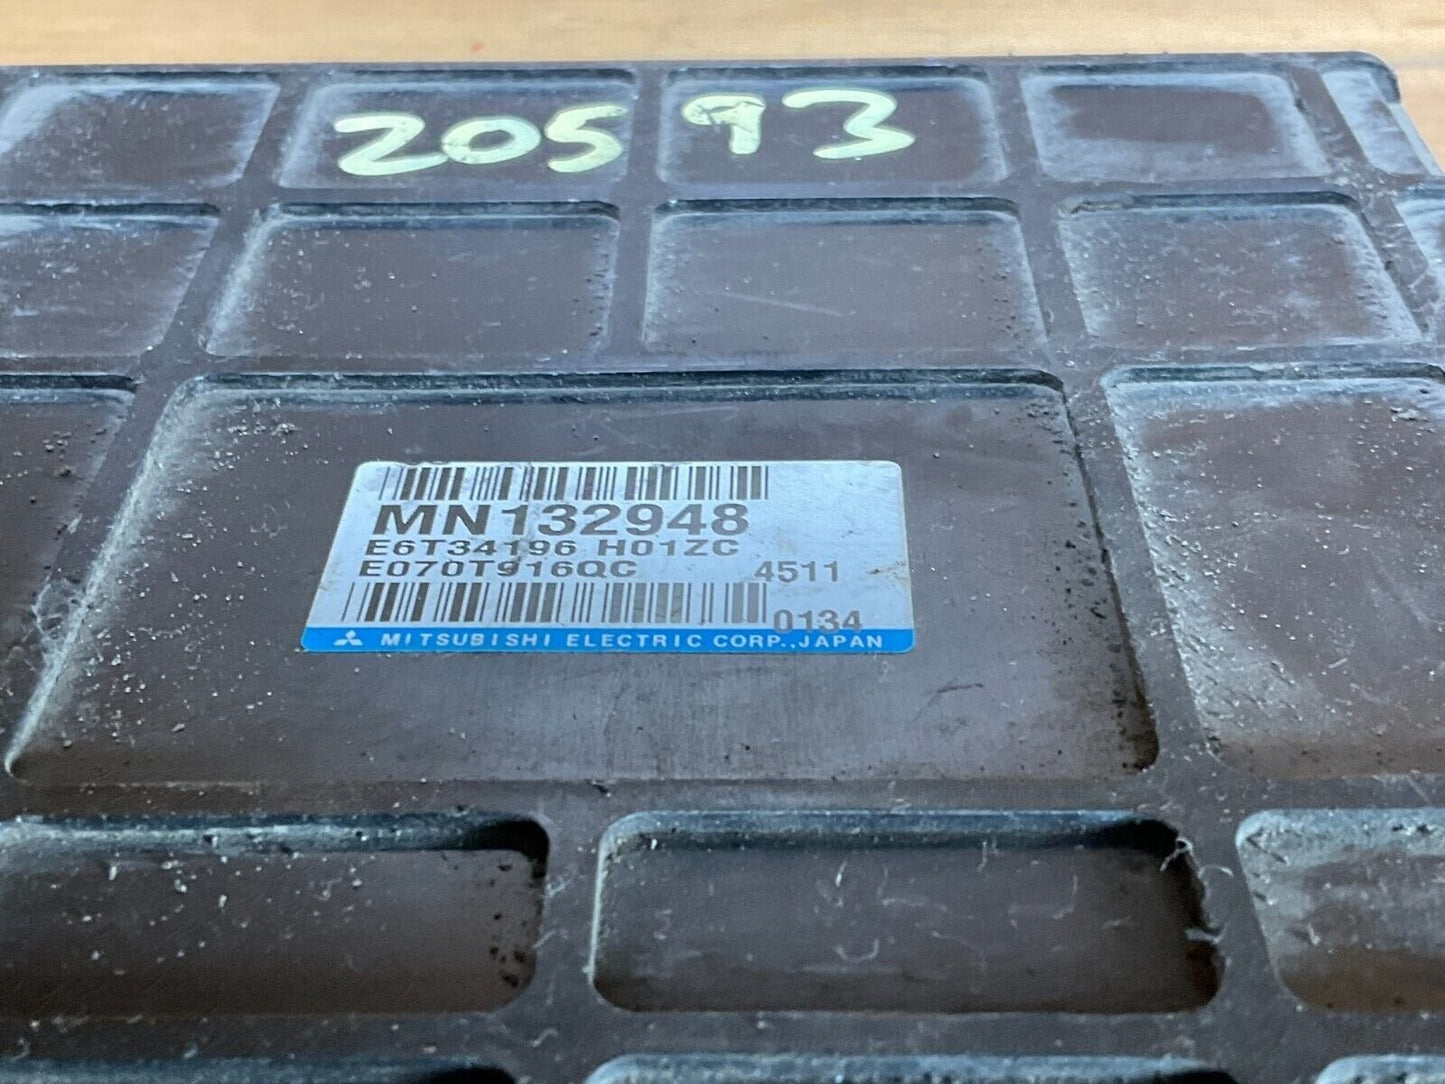 20593
MN132948
E6T34196 H01ZC
E070T916QC 4511
0134
MITSUBISHI ELECTRIC CORP.,JAPAN